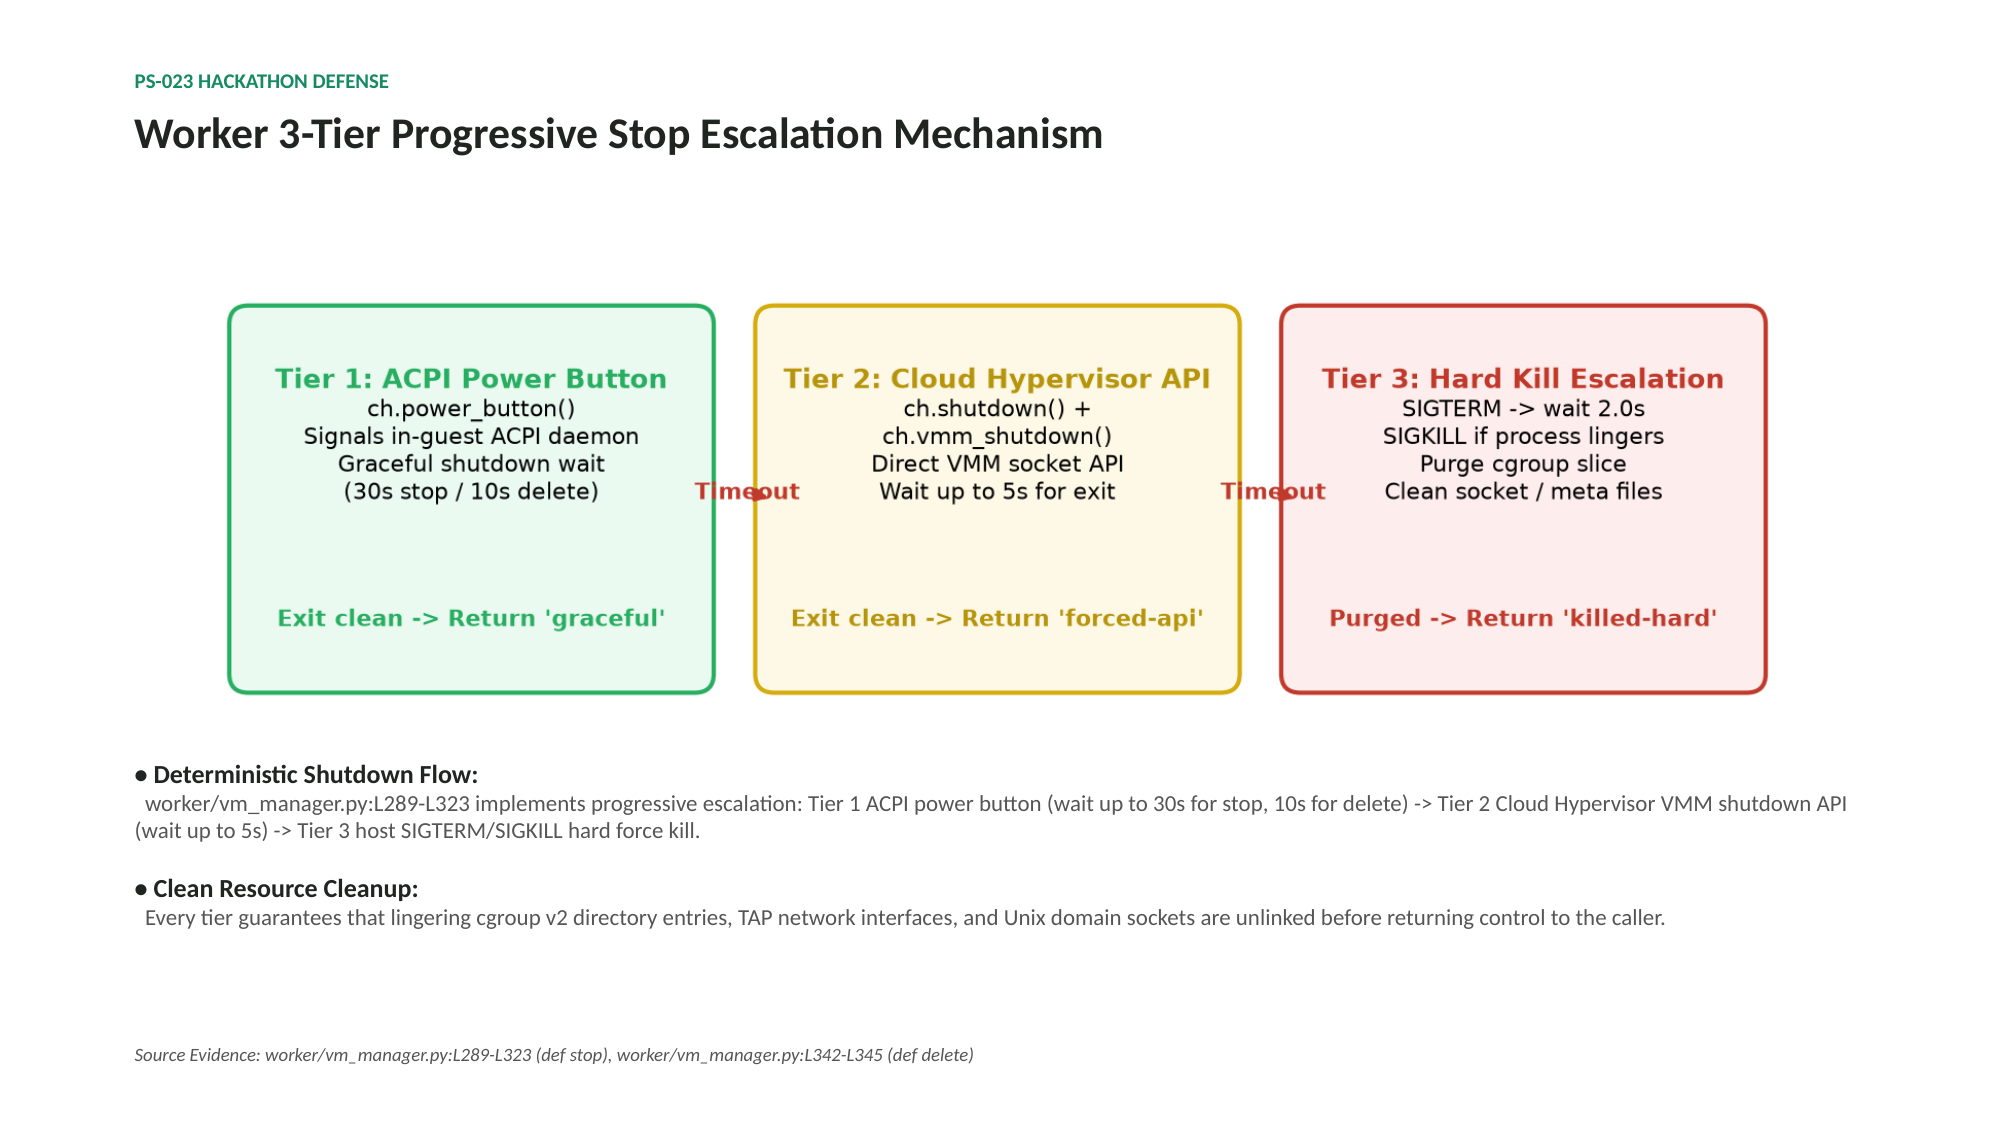 PS-023 HACKATHON DEFENSE
Worker 3-Tier Progressive Stop Escalation Mechanism
Tier 1: ACPI Power Button
ch.power_button()
Signals in-guest ACPI daemon
Graceful shutdown wait
(30s stop / 10s delete)
Exit clean -> Return 'graceful'
Timeout
Tier 2: Cloud Hypervisor API
ch.shutdown() +
ch.vmm_shutdown()
Direct VMM socket API
Wait up to 5s for exit
Exit clean -> Return 'forced-api'
Timeout
Tier 3: Hard Kill Escalation
SIGTERM -> wait 2.0s
SIGKILL if process lingers
Purge cgroup slice
Clean socket / meta files
Purged -> Return 'killed-hard'
● Deterministic Shutdown Flow:
worker/vm_manager.py:L289-L323 implements progressive escalation: Tier 1 ACPI power button (wait up to 30s for stop, 10s for delete) -> Tier 2 Cloud Hypervisor VMM shutdown API
(wait up to 5s) -> Tier 3 host SIGTERM/SIGKILL hard force kill.
● Clean Resource Cleanup:
Every tier guarantees that lingering cgroup v2 directory entries, TAP network interfaces, and Unix domain sockets are unlinked before returning control to the caller.
Source Evidence: worker/vm_manager.py:L289-L323 (def stop), worker/vm_manager.py:L342-L345 (def delete)